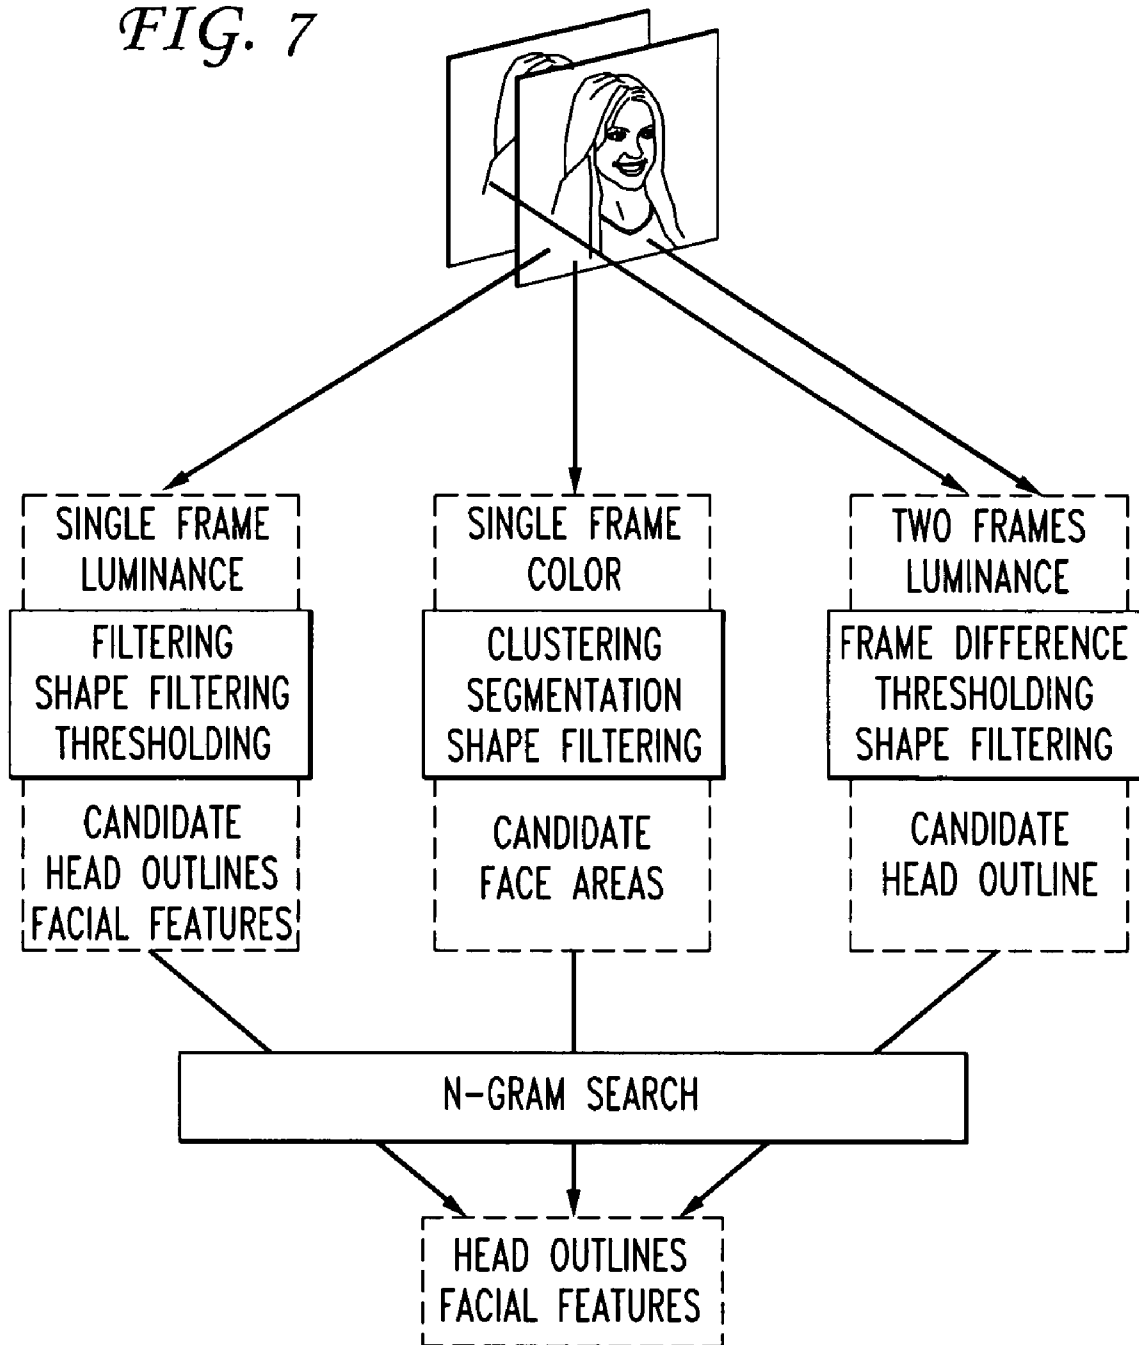 FIG. 7
SINGLE FRAME
LUMINANCE
FILTERING
SHAPE FILTERING
THRESHOLDING
CANDIDATE
HEAD OUTLINES
FACIAL FEATURES
SINGLE FRAME
COLOR
CLUSTERING
SEGMENTATION
SHAPE FILTERING
CANDIDATE
FACE AREAS
TWO FRAMES
LUMINANCE
FRAME DIFFERENCE
THRESHOLDING
SHAPE FILTERING
CANDIDATE
HEAD OUTLINE
N-GRAM SEARCH
HEAD OUTLINES
FACIAL FEATURES